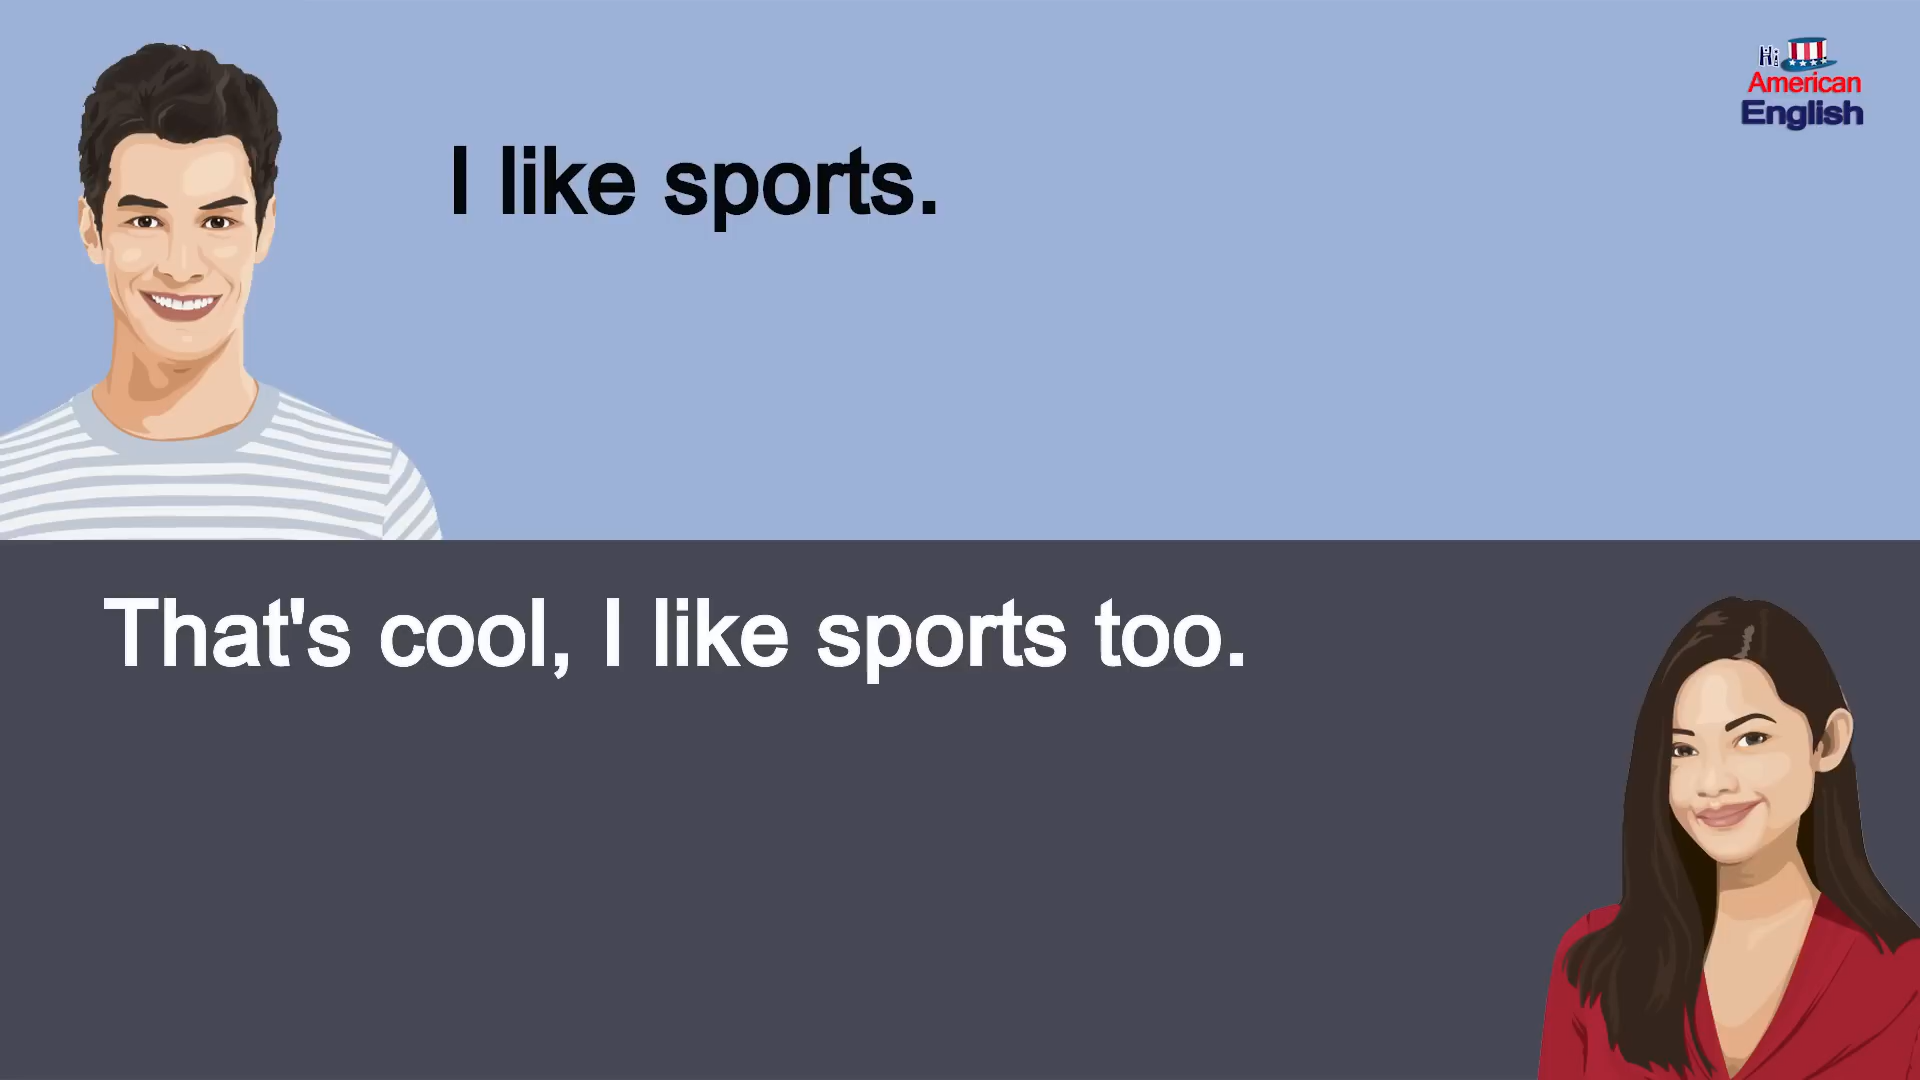 Hi
American
English
I like sports.
That's cool, I like sports too.